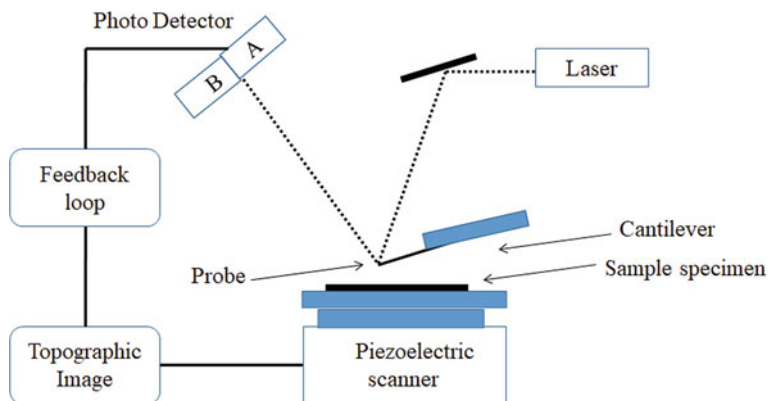 Photo Detector
A
B
Laser
Feedback
loop
Cantilever
Probe
Sample specimen
Topographic
Image
Piezoelectric
scanner